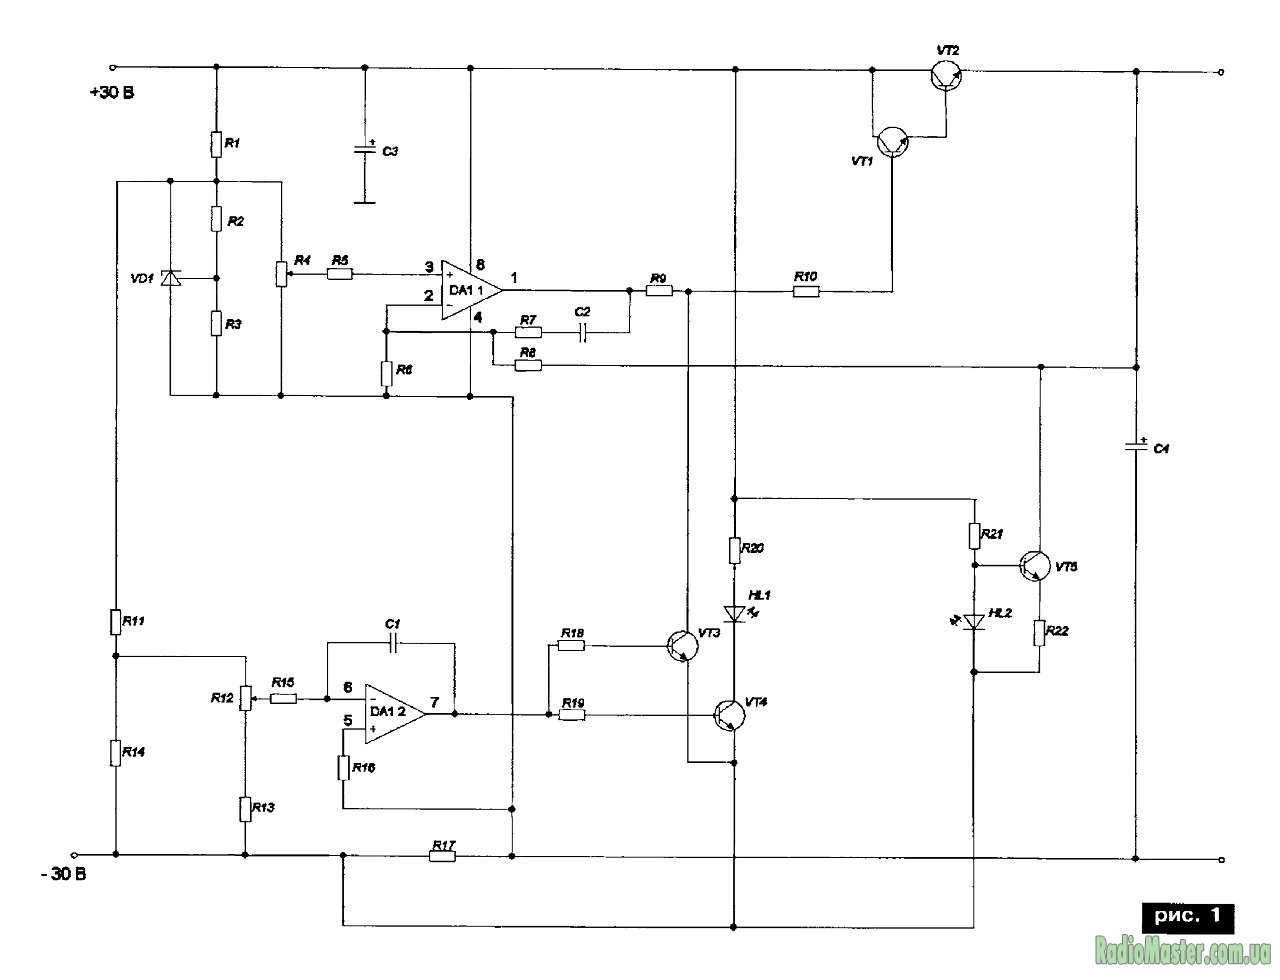 VT2
+30 В
R1
C3
VT1
R2
R4
R5
3
+
8
VD1
DA1 1
1
R9
R10
2
−
4
C2
R3
R7
R6
R8
+
C4
R21
R20
VT5
HL1
HL2
R11
C1
R18
VT3
R22
R15
6
−
R12
DA1 2
7
R19
VT4
5
+
R14
R16
R13
R17
- 30 В
рис. 1
RadioMaster.com.ua